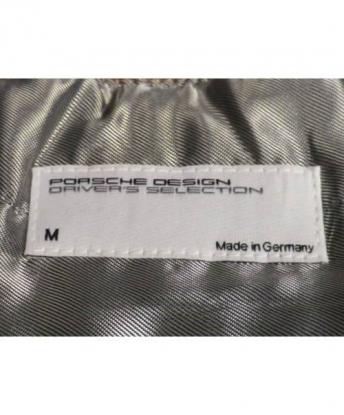 PORSCHE DESIGN
DRIVER'S SELECTION
M
Made in Germany